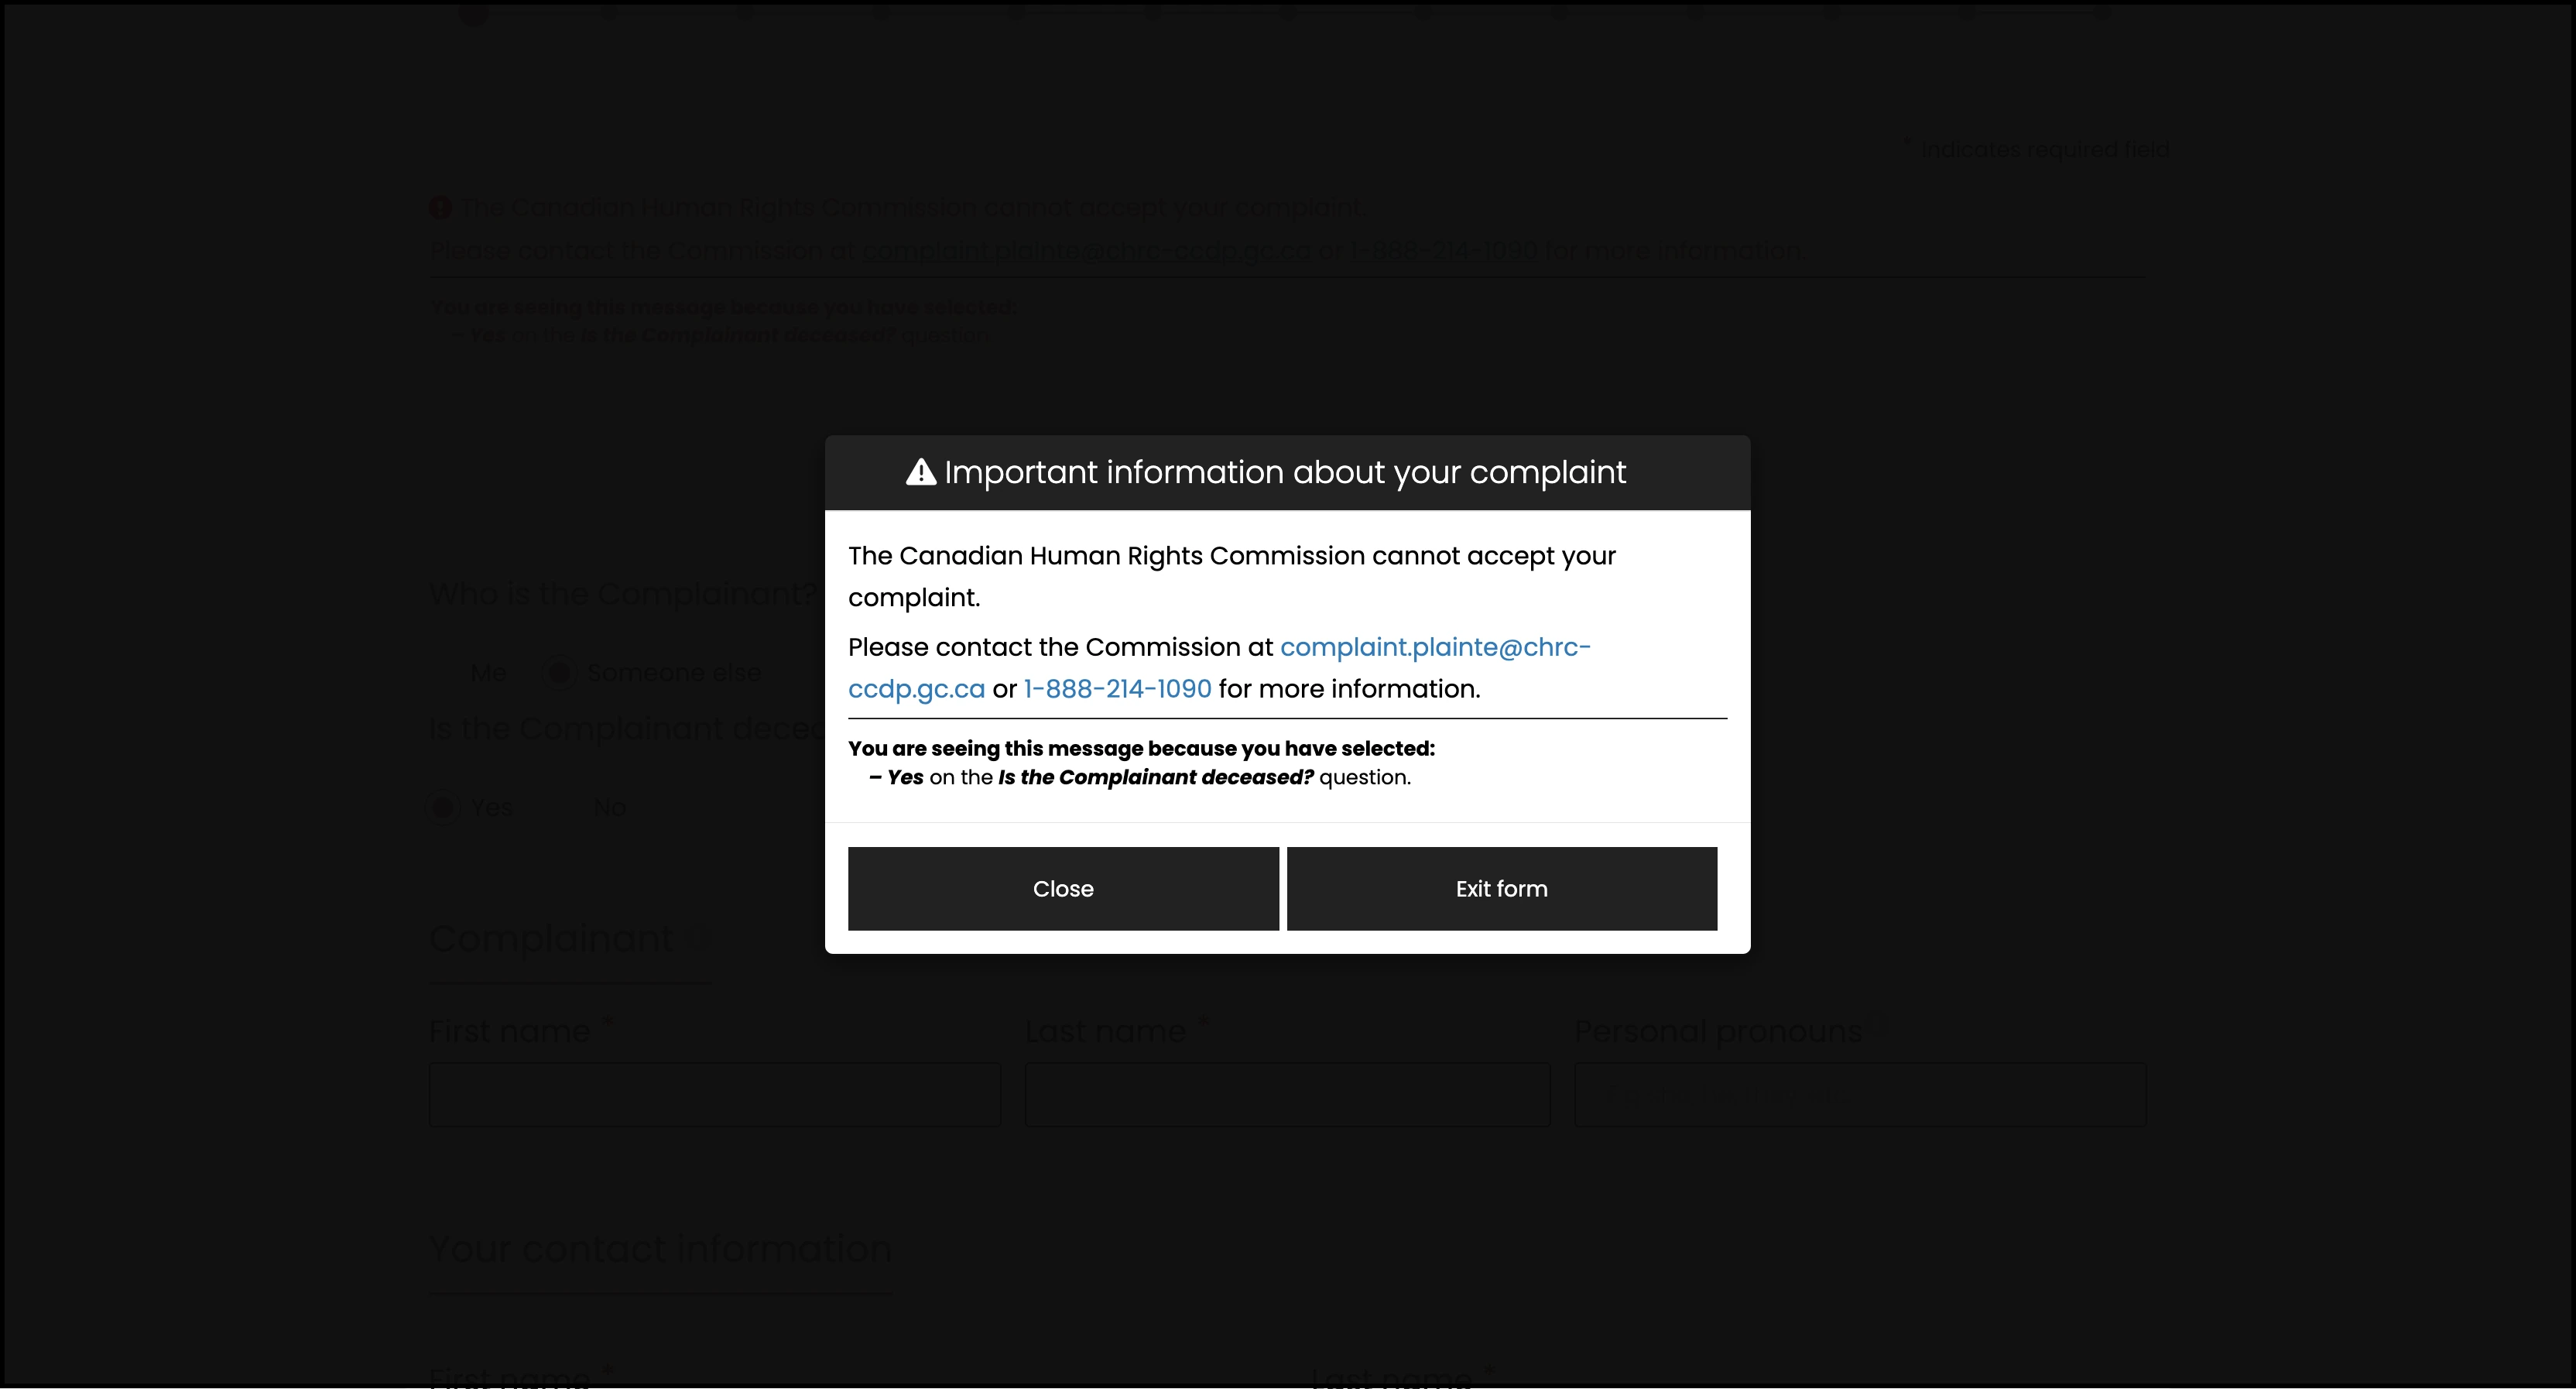 * Indicates required field
The Canadian Human Rights Commission cannot accept your complaint.
Please contact the Commission at complaint.plainte@chrc-ccdp.gc.ca or 1-888-214-1090 for more information.
You are seeing this message because you have selected:
– Yes on the Is the Complainant deceased? question.
Important information about your complaint
The Canadian Human Rights Commission cannot accept your
complaint.
Please contact the Commission at complaint.plainte@chrc-
ccdp.gc.ca or 1-888-214-1090 for more information.
You are seeing this message because you have selected:
– Yes on the Is the Complainant deceased? question.
Close
Exit form
Who is the Complainant?
Me Someone else
Is the Complainant
Yes No
Complainant
First name * Last name * Personal pronouns
Your contact information
First name * Last name *